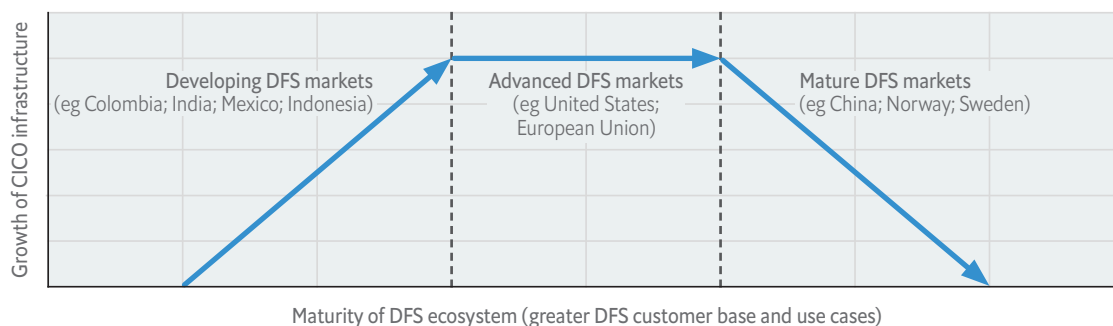 Growth of CICO infrastructure
Developing DFS markets
(eg Colombia; India; Mexico; Indonesia)
Advanced DFS markets
(eg United States;
European Union)
Mature DFS markets
(eg China; Norway; Sweden)
Maturity of DFS ecosystem (greater DFS customer base and use cases)